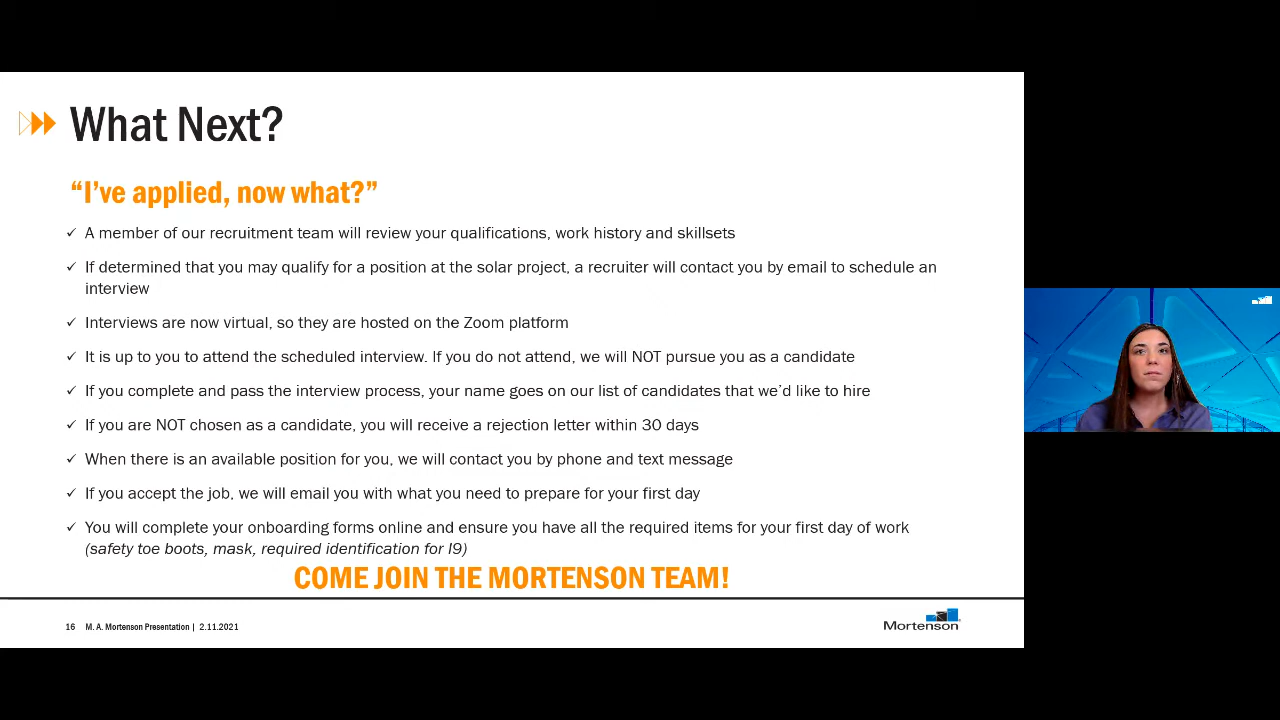 What Next?
“I’ve applied, now what?”
✓ A member of our recruitment team will review your qualifications, work history and skillsets
✓ If determined that you may qualify for a position at the solar project, a recruiter will contact you by email to schedule an
interview
✓ Interviews are now virtual, so they are hosted on the Zoom platform
✓ It is up to you to attend the scheduled interview. If you do not attend, we will NOT pursue you as a candidate
✓ If you complete and pass the interview process, your name goes on our list of candidates that we’d like to hire
✓ If you are NOT chosen as a candidate, you will receive a rejection letter within 30 days
✓ When there is an available position for you, we will contact you by phone and text message
✓ If you accept the job, we will email you with what you need to prepare for your first day
✓ You will complete your onboarding forms online and ensure you have all the required items for your first day of work
(safety toe boots, mask, required identification for I9)
COME JOIN THE MORTENSON TEAM!
16 M. A. Mortenson Presentation | 2.11.2021
Mortenson